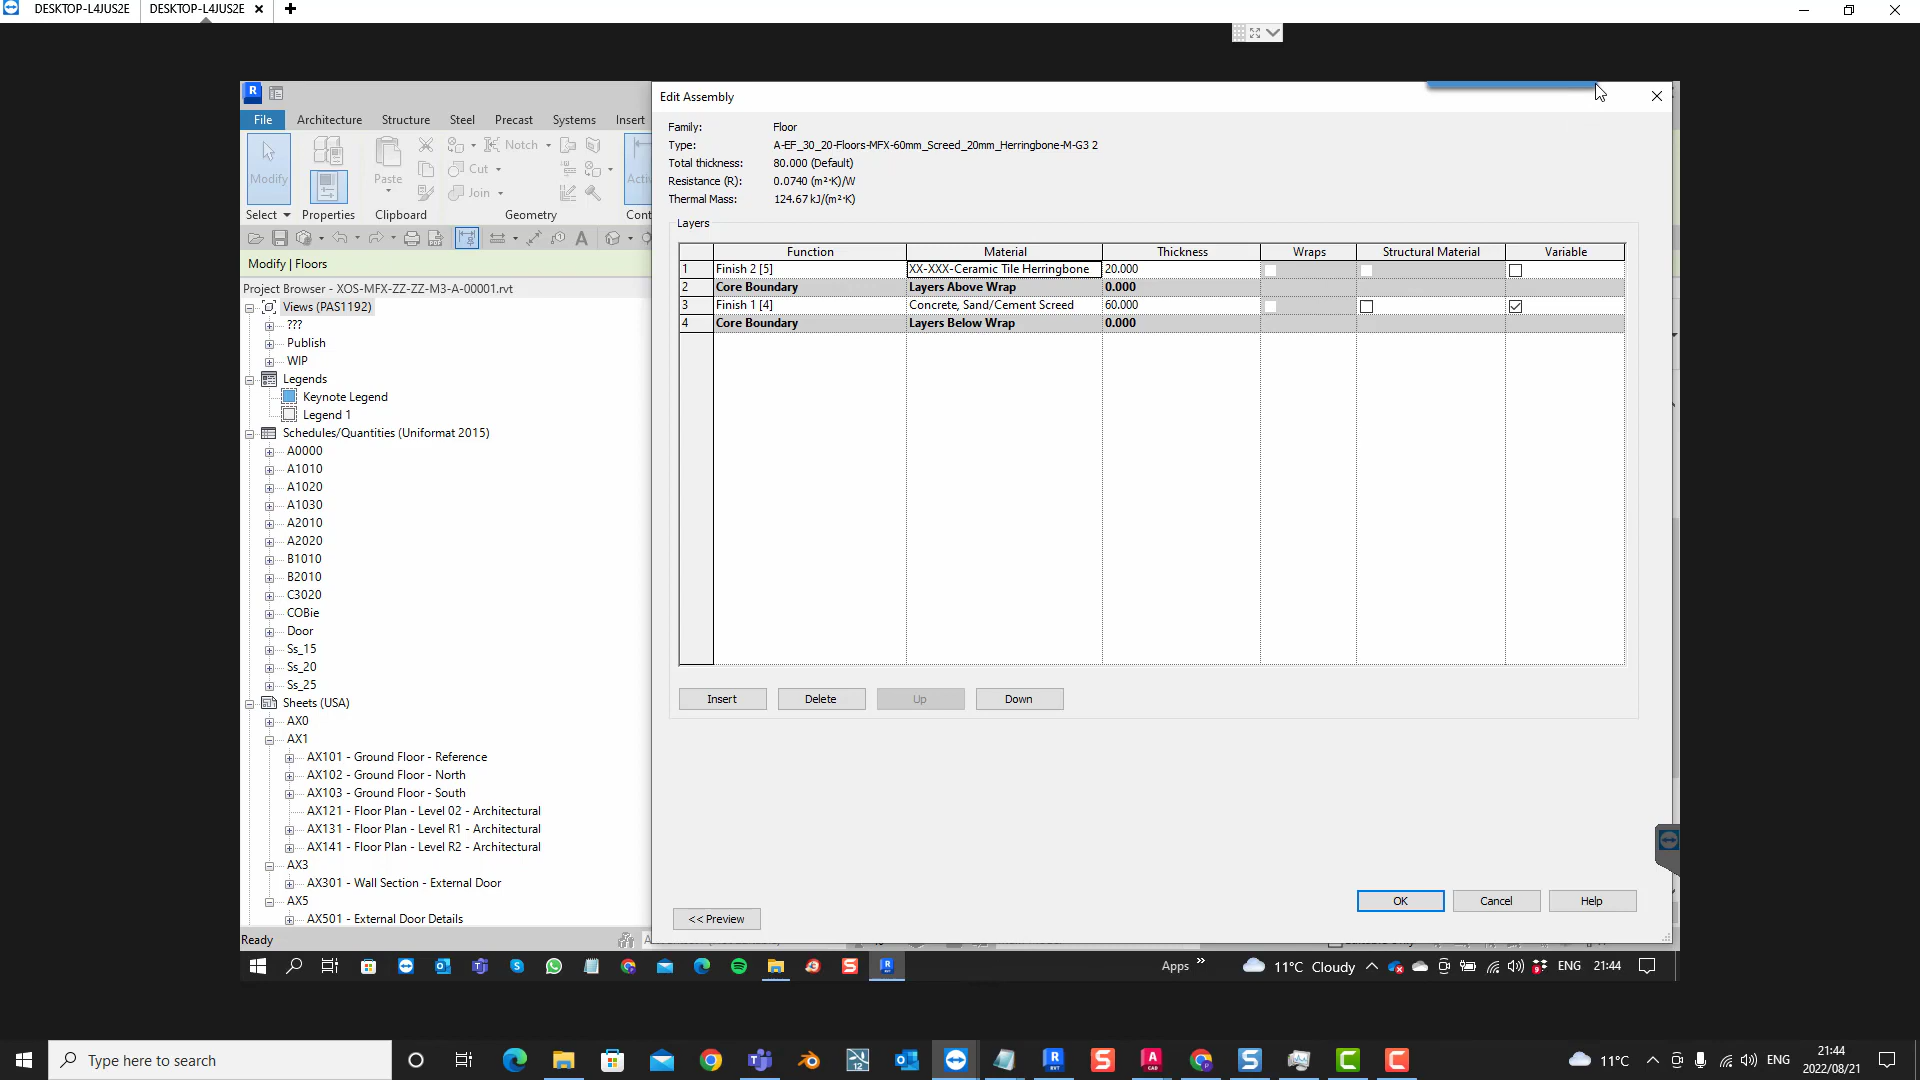 DESKTOP-L4JUS2E
DESKTOP-L4JUS2E
Edit Assembly
File
Architecture
Structure
Steel
Precast
Systems
Insert
Modify
Paste
Notch
Cut
Join
Select
Properties
Clipboard
Geometry
Modify | Floors
Project Browser - XOS-MFX-ZZ-ZZ-M3-A-00001.rvt
Views (PAS1192)
???
Publish
WIP
Legends
Keynote Legend
Legend 1
Schedules/Quantities (Uniformat 2015)
A0000
A1010
A1020
A1030
A2010
A2020
B1010
B2010
C3020
COBie
Door
Ss_15
Ss_20
Ss_25
Sheets (USA)
AX0
AX1
AX101 - Ground Floor - Reference
AX102 - Ground Floor - North
AX103 - Ground Floor - South
AX121 - Floor Plan - Level 02 - Architectural
AX131 - Floor Plan - Level R1 - Architectural
AX141 - Floor Plan - Level R2 - Architectural
AX3
AX301 - Wall Section - External Door
AX5
AX501 - External Door Details
Ready
Family: Floor
Type: A-EF_30_20-Floors-MFX-60mm_Screed_20mm_Herringbone-M-G3 2
Total thickness: 80.000 (Default)
Resistance (R): 0.0740 (m²·K)/W
Thermal Mass: 124.67 kJ/(m²·K)
Layers
Function Material Thickness Wraps Structural Material Variable
1 Finish 2 [5] XX-XXX-Ceramic Tile Herringbone 20.000
2 Core Boundary Layers Above Wrap 0.000
3 Finish 1 [4] Concrete, Sand/Cement Screed 60.000
4 Core Boundary Layers Below Wrap 0.000
Insert
Delete
Up
Down
<< Preview
OK
Cancel
Help
Apps
11°C Cloudy
ENG
21:44
Type here to search
11°C
ENG
21:44
2022/08/21